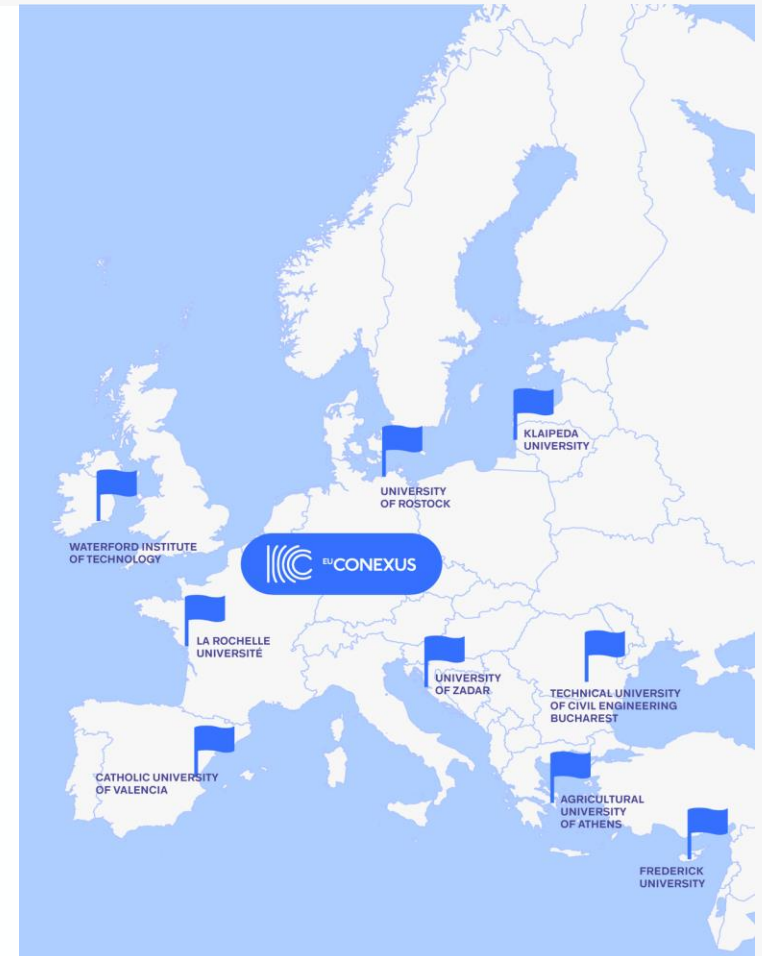 KLAIPEDA
UNIVERSITY
UNIVERSITY
OF ROSTOCK
WATERFORD INSTITUTE
OF TECHNOLOGY
EU CONEXUS
LA ROCHELLE
UNIVERSITÉ
UNIVERSITY
OF ZADAR
TECHNICAL UNIVERSITY
OF CIVIL ENGINEERING
BUCHAREST
CATHOLIC UNIVERSITY
OF VALENCIA
AGRICULTURAL
UNIVERSITY
OF ATHENS
FREDERICK
UNIVERSITY